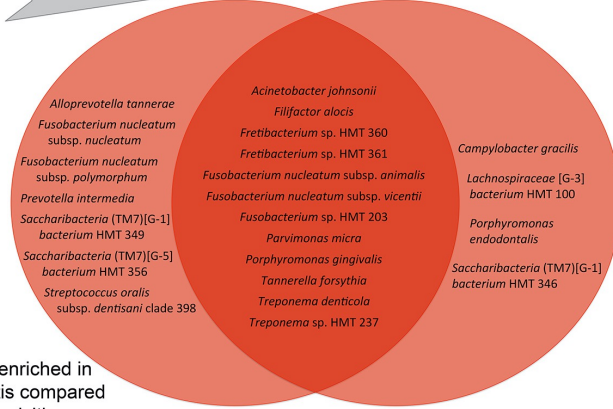 Alloprevotella tannerae
Fusobacterium nucleatum
subsp. nucleatum
Fusobacterium nucleatum
subsp. polymorphum
Prevotella intermedia
Saccharibacteria (TM7)[G-1]
bacterium HMT 349
Saccharibacteria (TM7)[G-5]
bacterium HMT 356
Streptococcus oralis
subsp. dentisani clade 398
Acinetobacter johnsonii
Filifactor alocis
Fretibacterium sp. HMT 360
Fretibacterium sp. HMT 361
Fusobacterium nucleatum subsp. animalis
Fusobacterium nucleatum subsp. vicentii
Fusobacterium sp. HMT 203
Parvimonas micra
Porphyromonas gingivalis
Tannerella forsythia
Treponema denticola
Treponema sp. HMT 237
Campylobacter gracilis
Lachnospiraceae [G-3]
bacterium HMT 100
Porphyromonas
endodontalis
Saccharibacteria (TM7)[G-1]
bacterium HMT 346
enriched in
tis compared